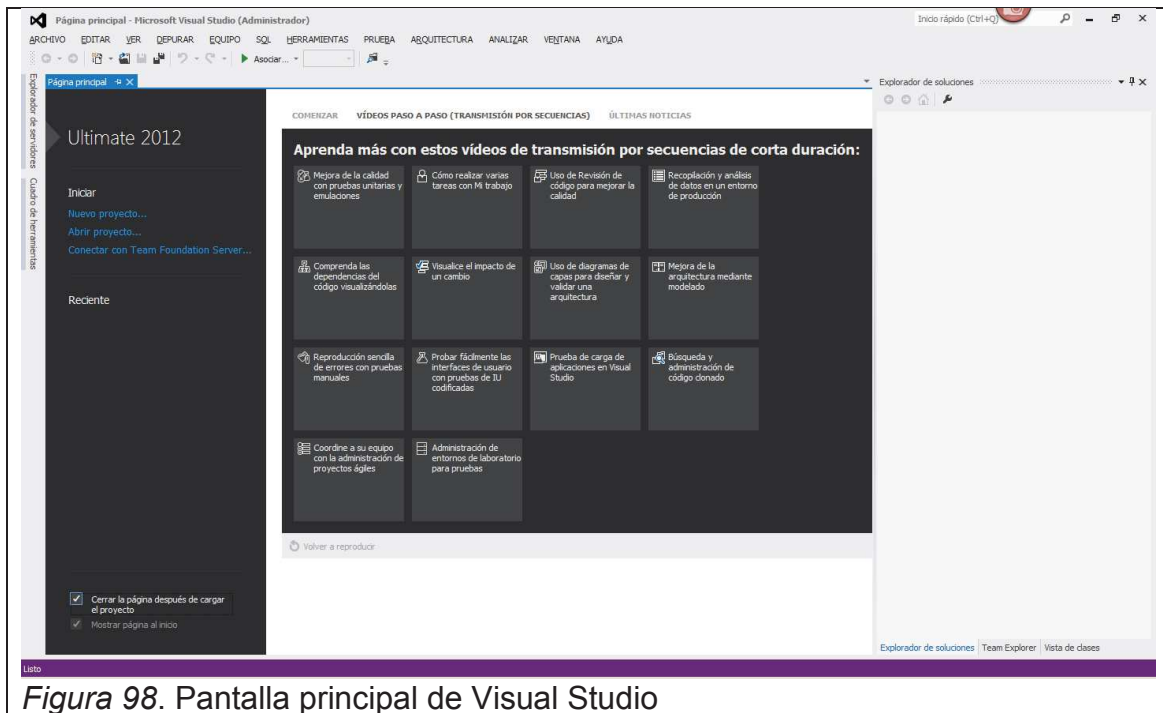 Página principal - Microsoft Visual Studio (Administrador)
Inicio rápido (Ctrl+Q)
ARCHIVO EDITAR VER DEPURAR EQUIPO SQL HERRAMIENTAS PRUEBA ARQUITECTURA ANALIZAR VENTANA AYUDA
Asociar...
Explorador de servidores
Cuadro de herramientas
Página principal
Ultimate 2012
Iniciar
Nuevo proyecto...
Abrir proyecto...
Conectar con Team Foundation Server...
Reciente
Cerrar la página después de cargar
el proyecto
Mostrar página al inicio
COMENZAR VÍDEOS PASO A PASO (TRANSMISIÓN POR SECUENCIAS) ÚLTIMAS NOTICIAS
Aprenda más con estos vídeos de transmisión por secuencias de corta duración:
Mejora de la calidad
con pruebas unitarias y
emulaciones
Cómo realizar varias
tareas con Mi trabajo
Uso de Revisión de
código para mejorar la
calidad
Recopilación y análisis
de datos en un entorno
de producción
Comprenda las
dependencias del
código visualizándolas
Visualice el impacto de
un cambio
Uso de diagramas de
capas para diseñar y
validar una
arquitectura
Mejora de la
arquitectura mediante
modelado
Reproducción sencilla
de errores con pruebas
manuales
Probar fácilmente las
interfaces de usuario
con pruebas de IU
codificadas
Prueba de carga de
aplicaciones en Visual
Studio
Búsqueda y
administración de
código clonado
Coordine a su equipo
con la administración de
proyectos ágiles
Administración de
entornos de laboratorio
para pruebas
Volver a reproducir
Explorador de soluciones
Explorador de soluciones Team Explorer Vista de clases
Listo
Figura 98. Pantalla principal de Visual Studio